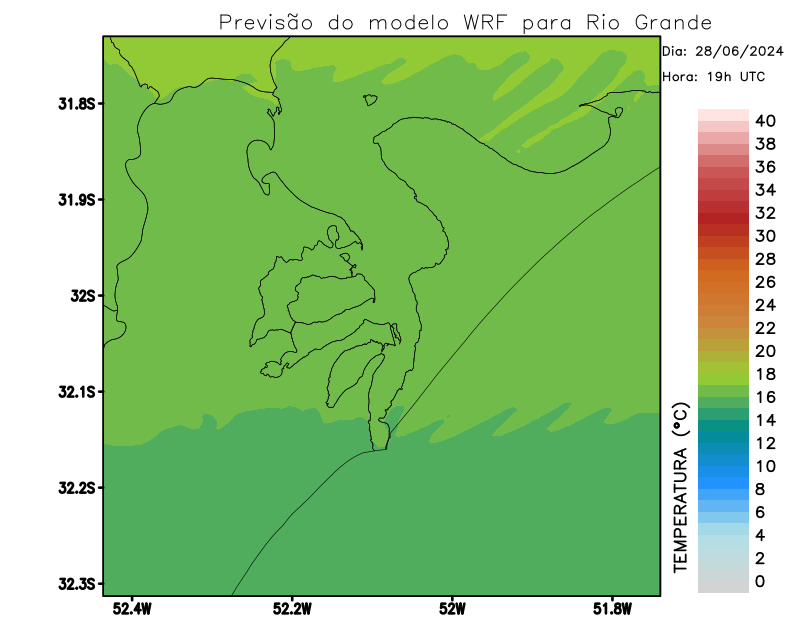 Previsão do modelo WRF para Rio Grande
Dia: 28/06/2024
Hora: 19h UTC
31.8S
31.9S
32S
32.1S
32.2S
32.3S
52.4W
52.2W
52W
51.8W
40
38
36
34
32
30
28
26
24
22
20
18
16
14
12
10
8
6
4
2
0
TEMPERATURA (°C)